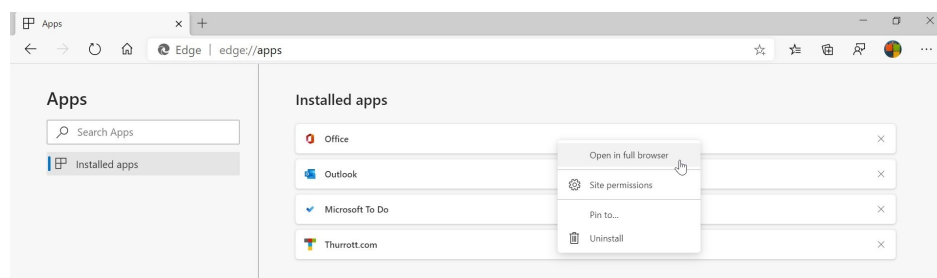 Apps
Edge | edge://apps
Apps
Search Apps
Installed apps
Installed apps
Office
Outlook
Microsoft To Do
Thurrott.com
Open in full browser
Site permissions
Pin to...
Uninstall